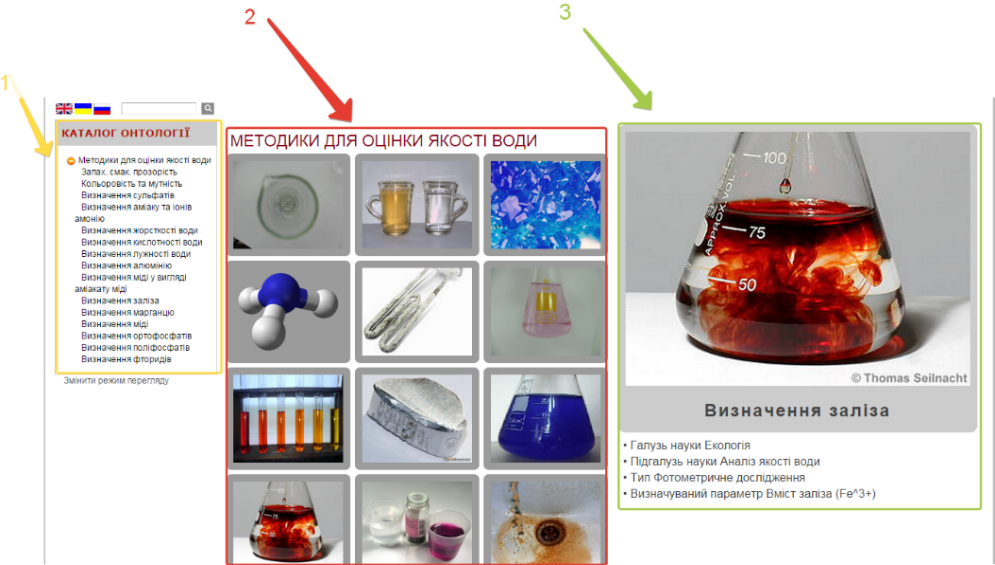 2
3
1
КАТАЛОГ ОНТОЛОГІЇ
Методики для оцінки якості води
Запах. смак. прозорість
Кольоровість та мутність
Визначення сульфатів
Визначення аміаку та іонів
амонію
Визначення жорсткості води
Визначення кислотності води
Визначення лужності води
Визначення алюмінію
Визначення міді у вигляді
аміакату міді
Визначення заліза
Визначення марганцю
Визначення міді
Визначення ортофосфатів
Визначення поліфосфатів
Визначення фторидів
Змінити режим перегляду
МЕТОДИКИ ДЛЯ ОЦІНКИ ЯКОСТІ ВОДИ
75
50
100
APPROX. VOL.
75
50
© Thomas Seilnacht
Визначення заліза
• Галузь науки Екологія
• Підгалузь науки Аналіз якості води
• Тип Фотометричне дослідження
• Визначуваний параметр Вміст заліза (Fe^3+)